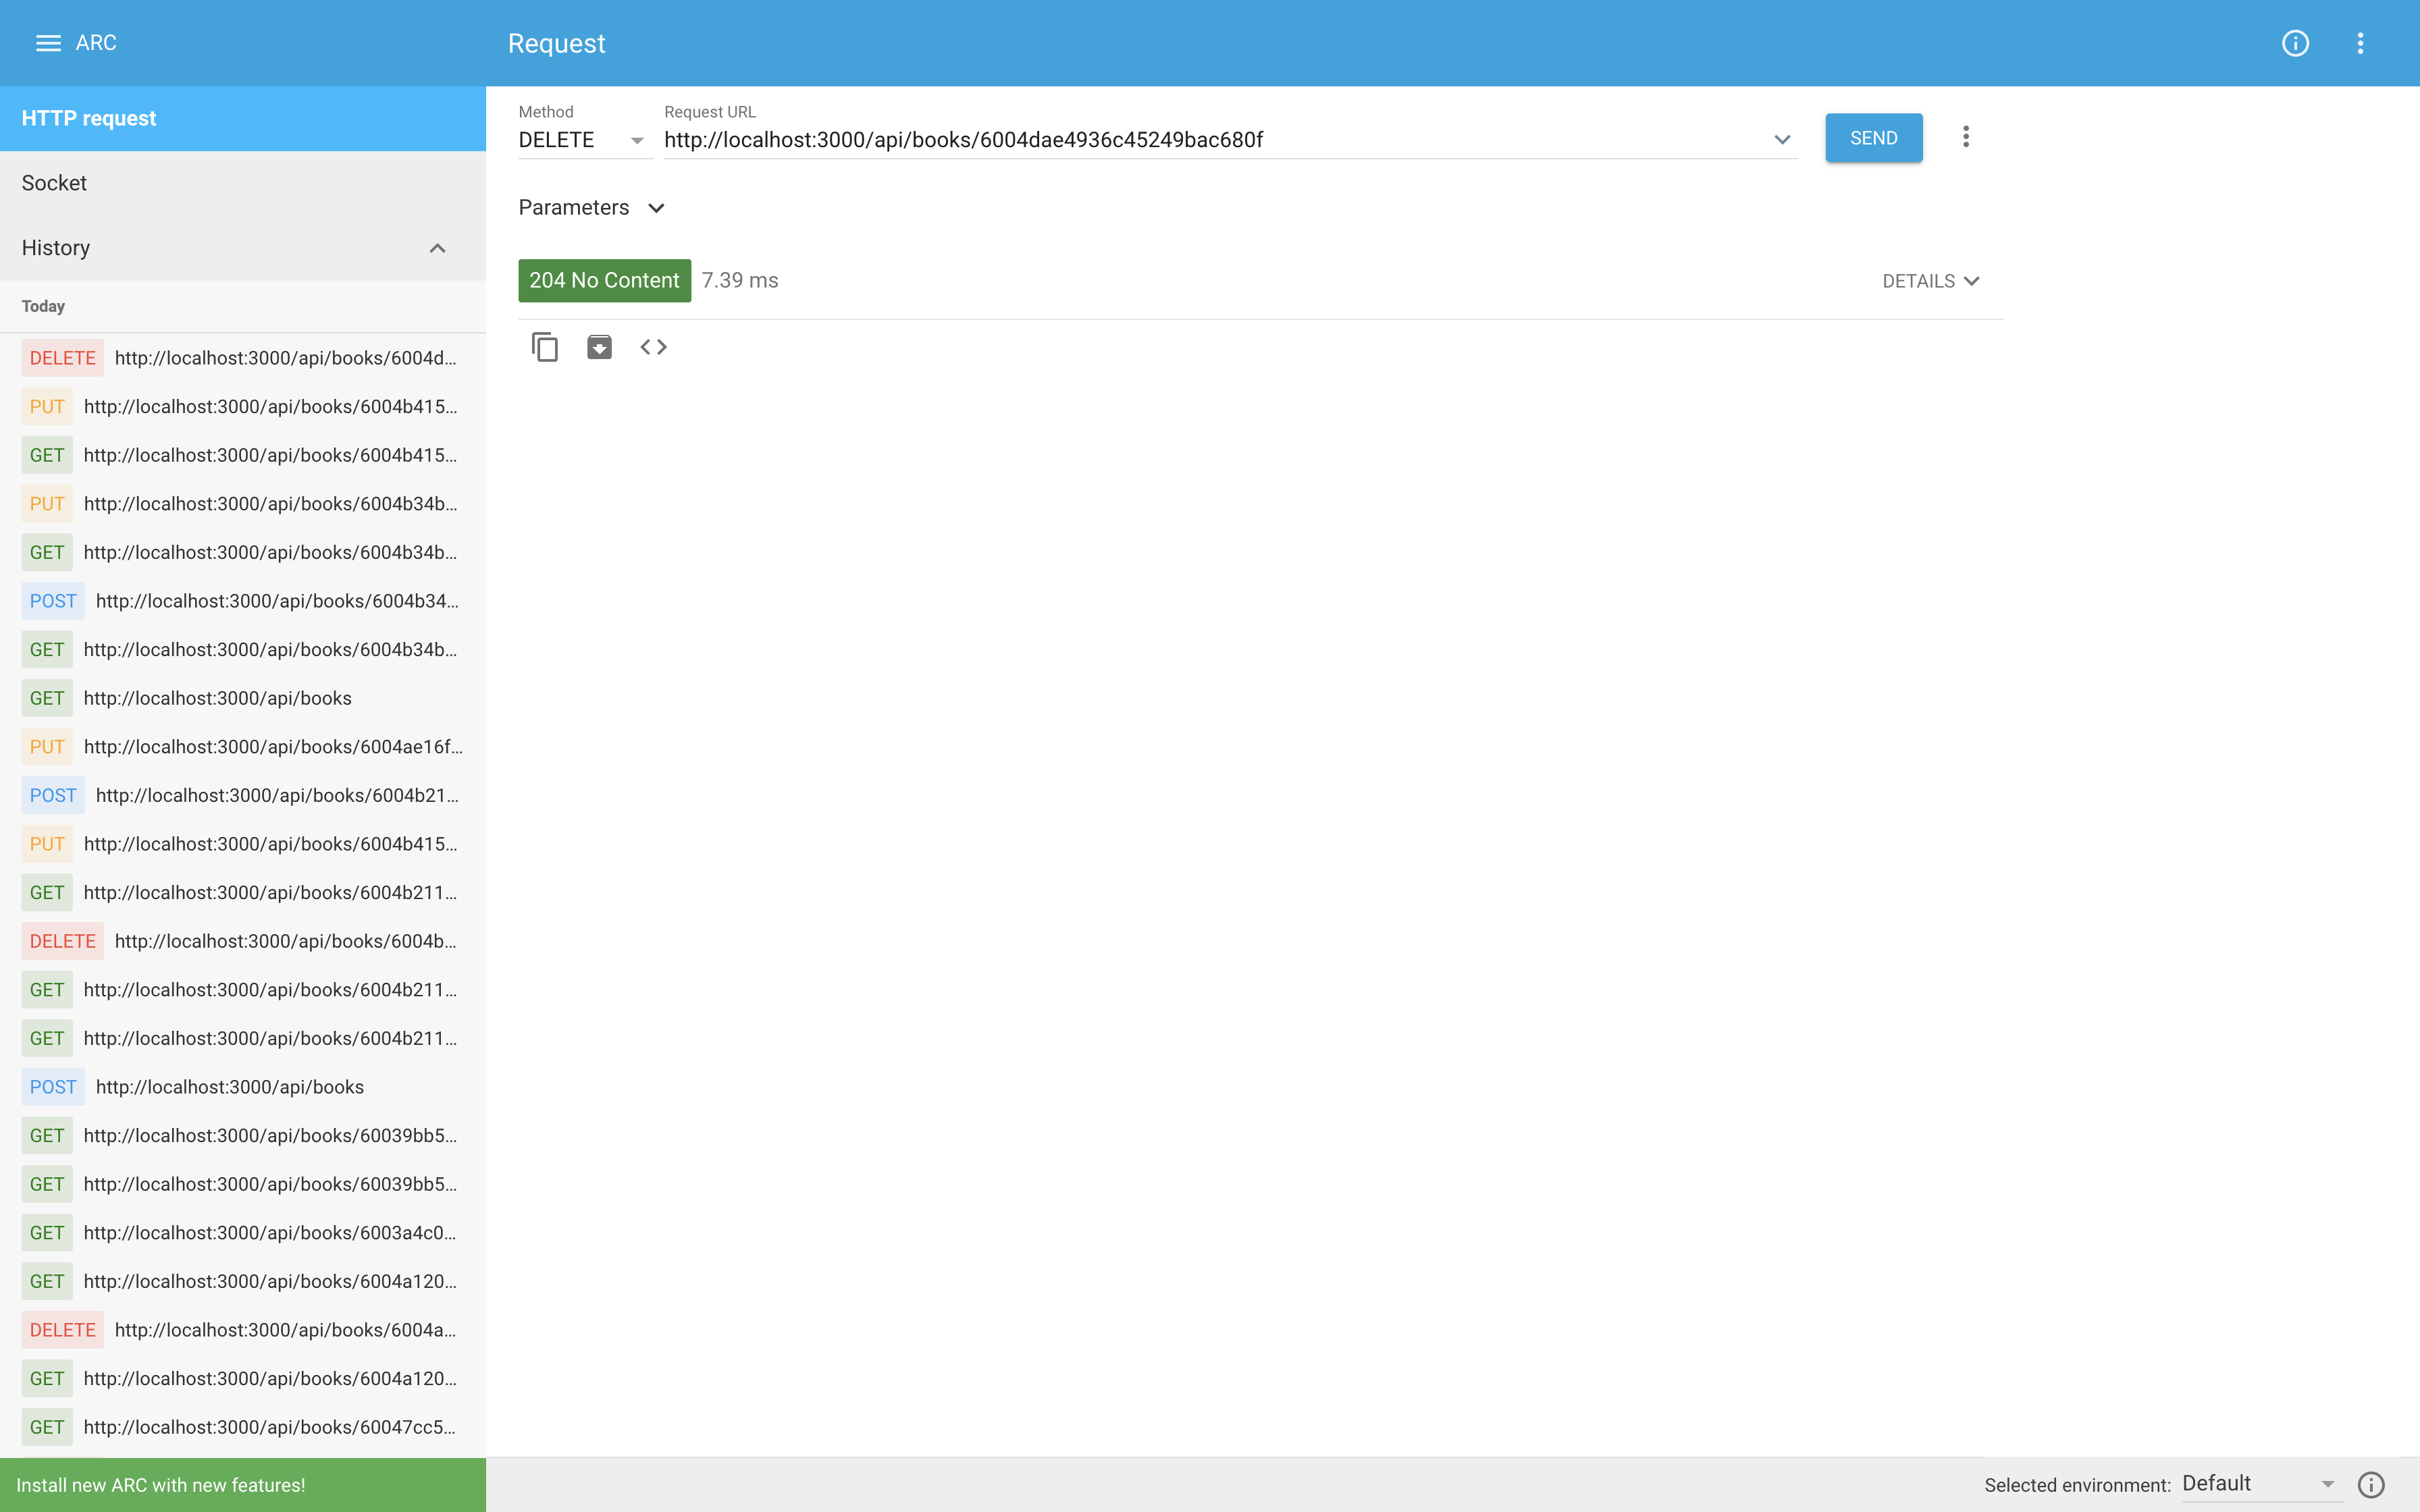 ARC
Request
HTTP request
Socket
History
Today
DELETE http://localhost:3000/api/books/6004d...
PUT http://localhost:3000/api/books/6004b415...
GET http://localhost:3000/api/books/6004b415...
PUT http://localhost:3000/api/books/6004b34b...
GET http://localhost:3000/api/books/6004b34b...
POST http://localhost:3000/api/books/6004b34...
GET http://localhost:3000/api/books/6004b34b...
GET http://localhost:3000/api/books
PUT http://localhost:3000/api/books/6004ae16f...
POST http://localhost:3000/api/books/6004b21...
PUT http://localhost:3000/api/books/6004b415...
GET http://localhost:3000/api/books/6004b211...
DELETE http://localhost:3000/api/books/6004b...
GET http://localhost:3000/api/books/6004b211...
GET http://localhost:3000/api/books/6004b211...
POST http://localhost:3000/api/books
GET http://localhost:3000/api/books/60039bb5...
GET http://localhost:3000/api/books/60039bb5...
GET http://localhost:3000/api/books/6003a4c0...
GET http://localhost:3000/api/books/6004a120...
DELETE http://localhost:3000/api/books/6004a...
GET http://localhost:3000/api/books/6004a120...
GET http://localhost:3000/api/books/60047cc5...
Install new ARC with new features!
Method Request URL
DELETE http://localhost:3000/api/books/6004dae4936c45249bac680f
SEND
Parameters
204 No Content 7.39 ms DETAILS
Selected environment: Default